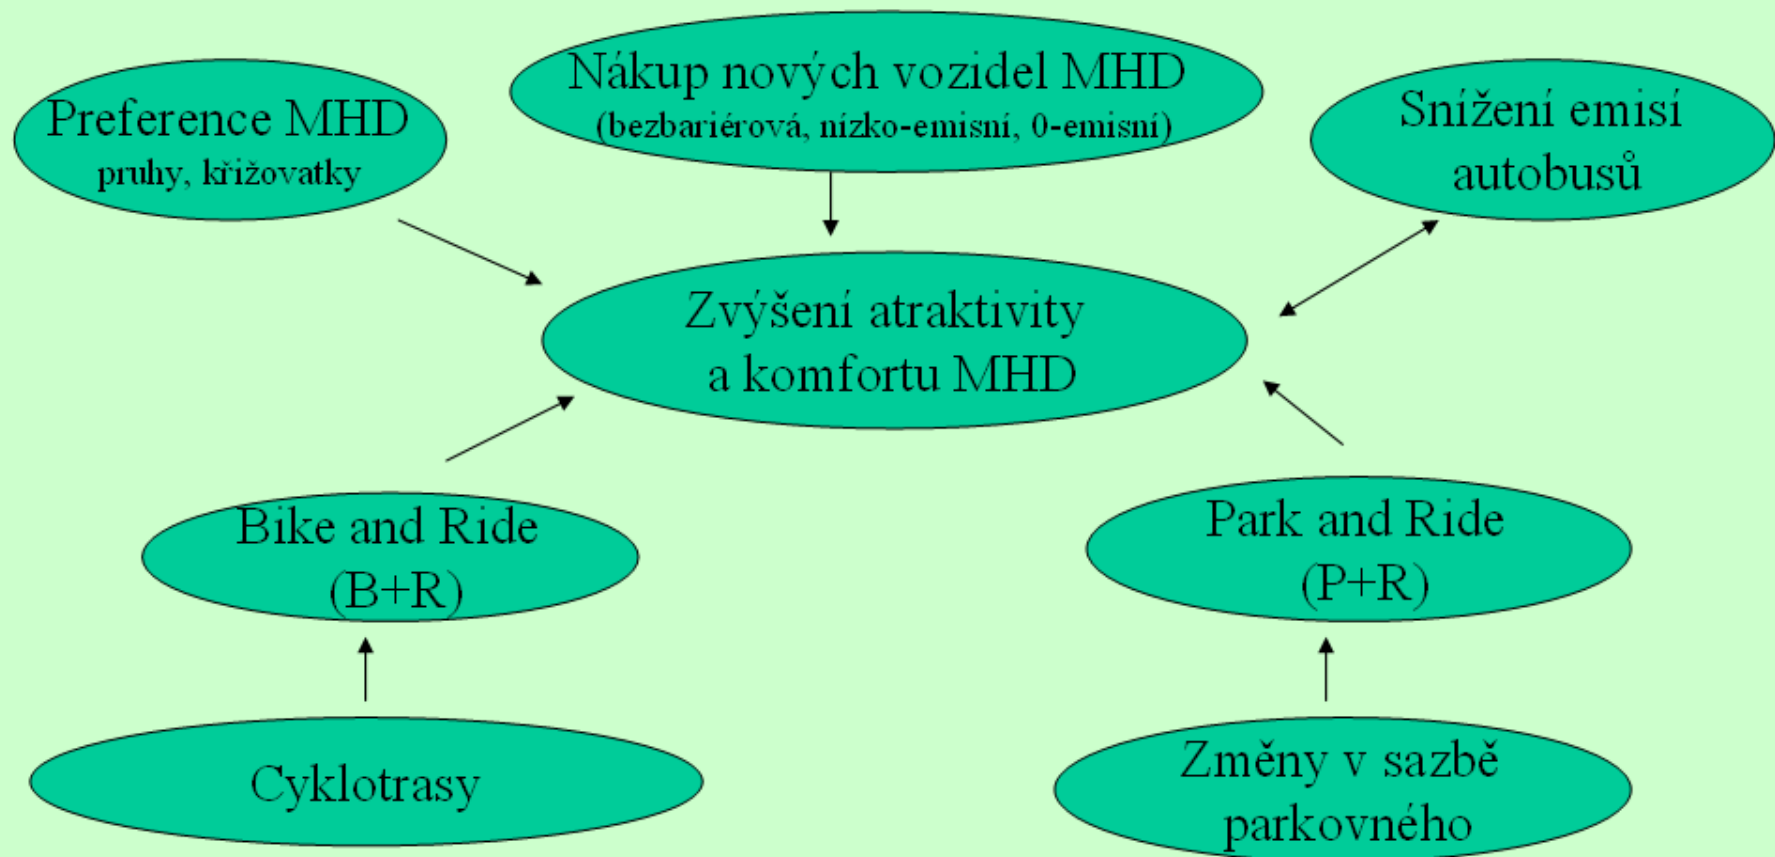 Preference MHD
pruhy, křižovatky
Nákup nových vozidel MHD
(bezbariérová, nízko-emisní, 0-emisní)
Snížení emisí
autobusů
Zvýšení atraktivity
a komfortu MHD
Bike and Ride
(B+R)
Park and Ride
(P+R)
Cyklotrasy
Změny v sazbě
parkovného